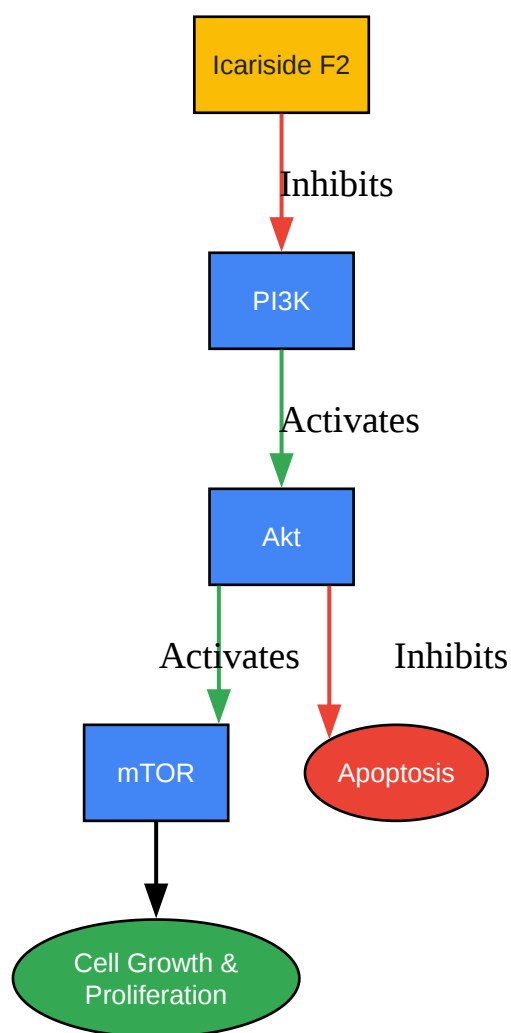 Icariside F2
Inhibits
PI3K
Activates
Akt
Activates
Inhibits
mTOR
Apoptosis
Cell Growth &
Proliferation